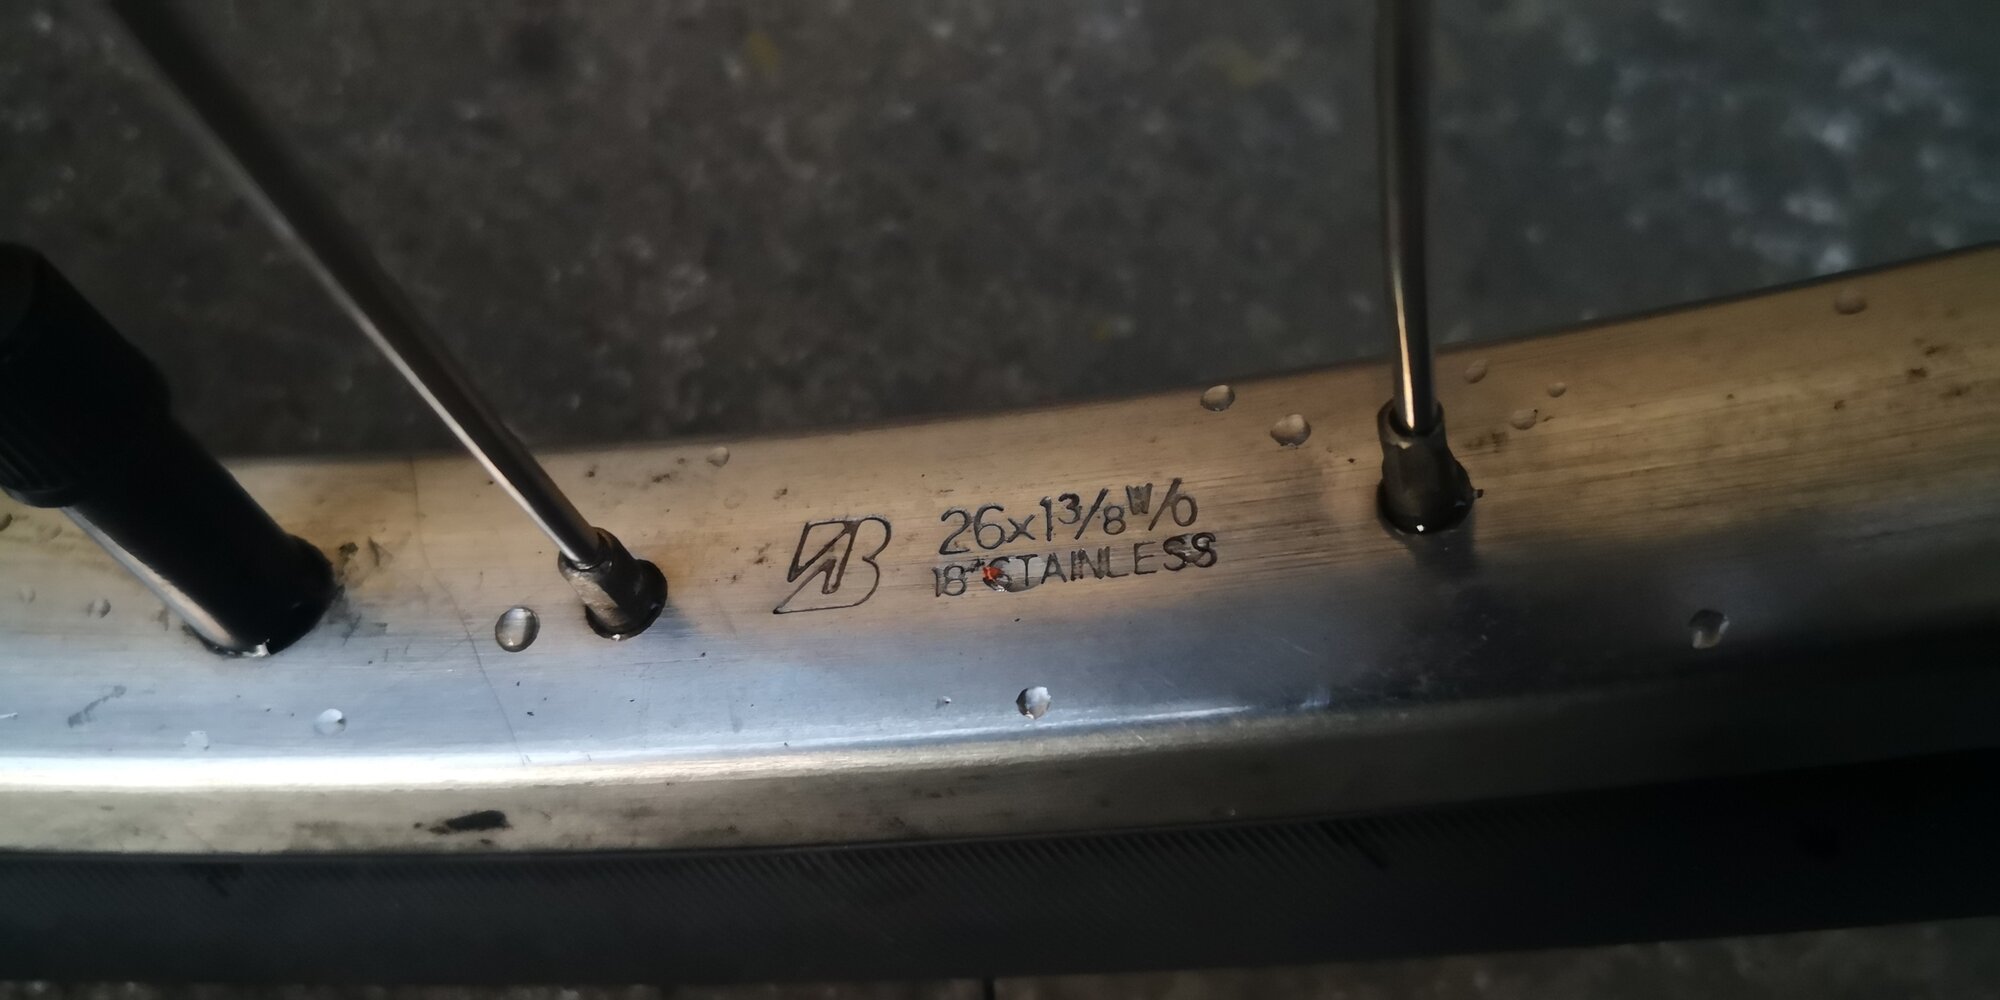 B 26x1 3/8 W/O
18" STAINLESS